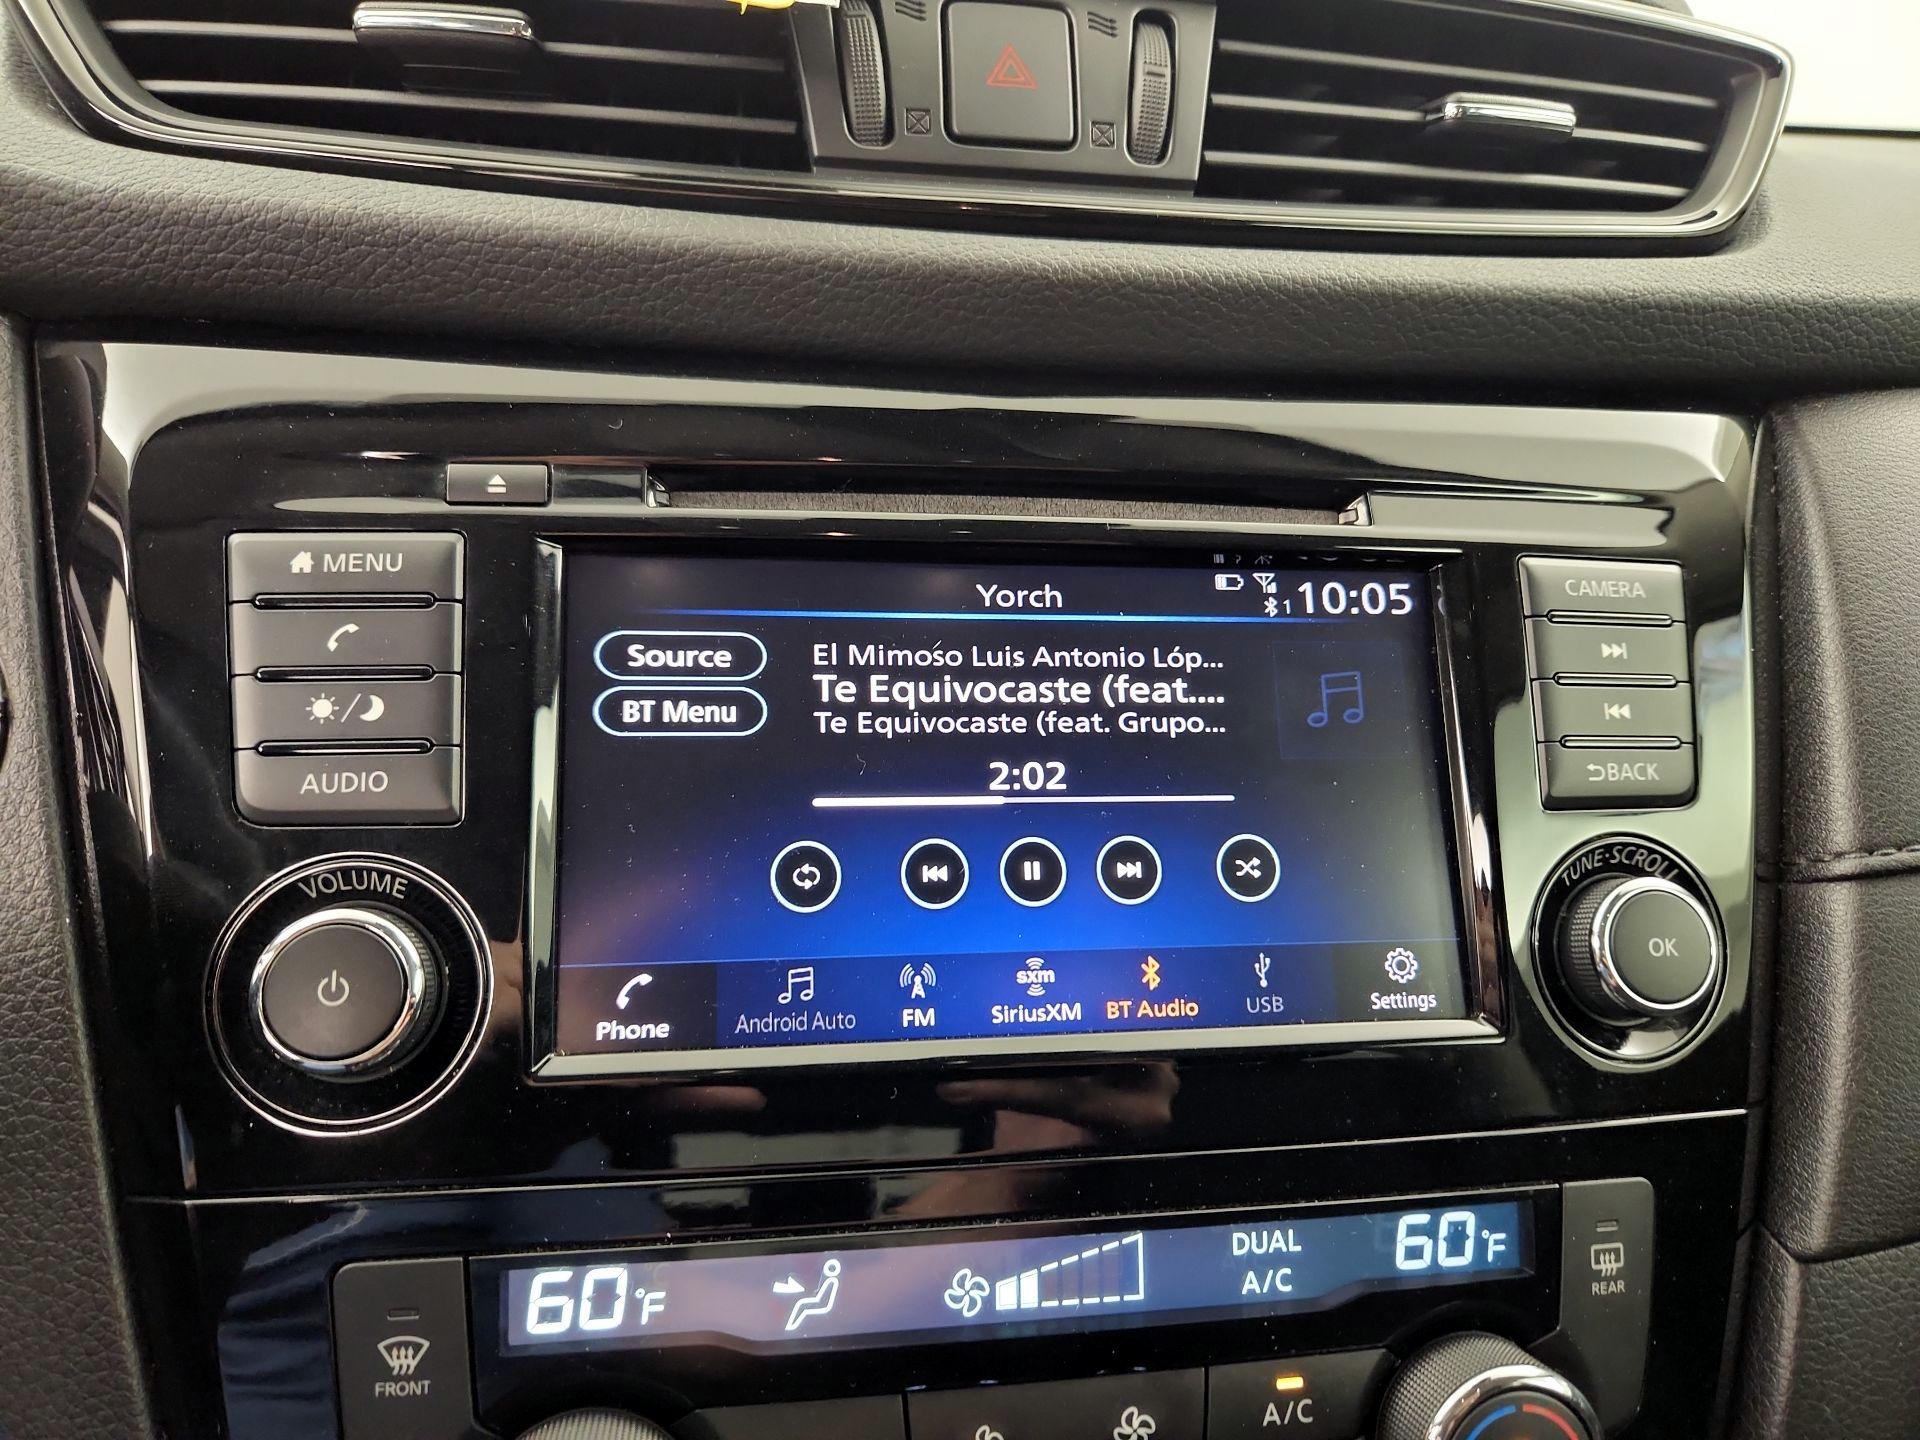 MENU
AUDIO
VOLUME
Yorch
1 10:05
Source
BT Menu
El Mimoso Luis Antonio Lóp...
Te Equivocaste (feat....
Te Equivocaste (feat. Grupo...
2:02
Phone
Android Auto
FM
sxm
SiriusXM
BT Audio
USB
Settings
CAMERA
BACK
TUNE·SCROLL
OK
60°F
DUAL
A/C
60°F
FRONT
REAR
A/C